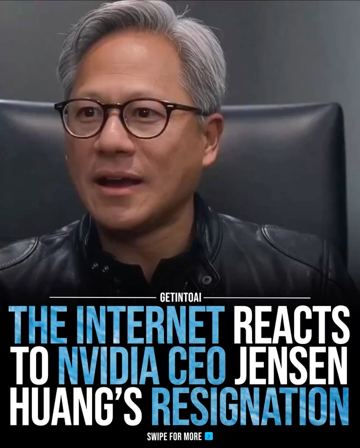 GETINTOAI
THE INTERNET REACTS
TO NVIDIA CEO JENSEN
HUANG'S RESIGNATION
SWIPE FOR MORE